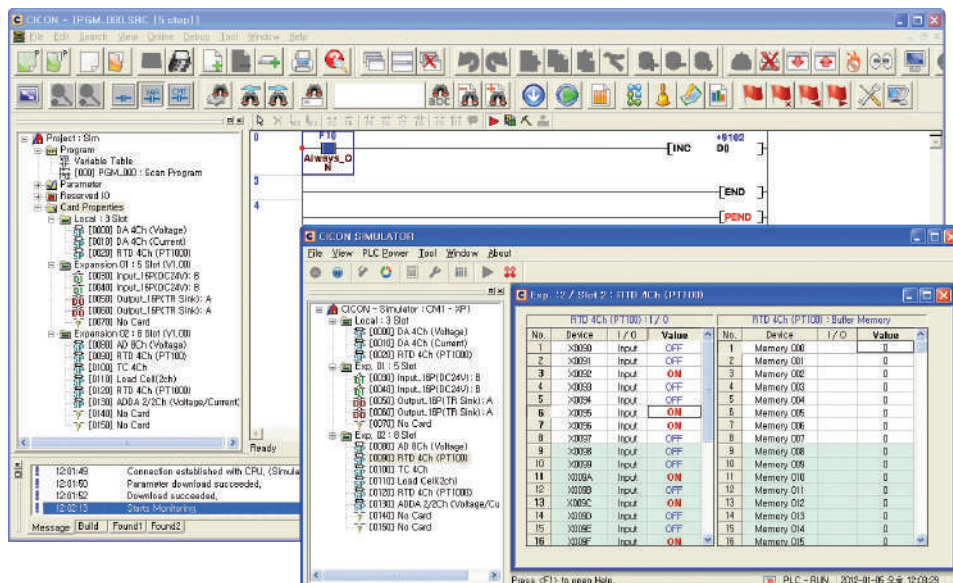 CICON - [PGM_000.SRC [5 step]]
File Edit Search View Online Debug Tool Window Help
Project : Sim
Program
Variable Table
[000] PGM_000 : Scan Program
Parameter
Reserved IO
Card Properties
Local : 3 Slot
[0000] DA 4Ch (Voltage)
[0010] DA 4Ch (Current)
[0020] RTD 4Ch (PT1000)
Expansion 01 : 5 Slot (V1.00)
[0030] Input_16P(DC24V) : B
[0040] Input_16P(DC24V) : B
[0050] Output_16P(TR Sink) : A
[0060] Output_16P(TR Sink) : A
[0070] No Card
Expansion 02 : 8 Slot (V1.00)
[0080] AD 8Ch (Voltage)
[0090] RTD 4Ch (PT100)
[0100] TC 4Ch
[0110] Load Cell(2ch)
[0120] RTD 4Ch (PT1000)
[0130] ADDA 2/2Ch (Voltage/Current)
[0140] No Card
[0150] No Card
0
F10
Always_O
N
+9102
[INC D0 ]
3
[END ]
4
[PEND ]
Ready
12:01:49 Connection established with CPU, (Simula
12:01:50 Parameter download succeeded,
12:01:52 Download succeeded,
12:02:13 Starts Monitoring,
Message Build Found1 Found2
CICON SIMULATOR
File View PLC Power Tool Window About
CICON - Simulator : CM1 - XP1
Local : 3 Slot
[0000] DA 4Ch (Voltage)
[0010] DA 4Ch (Current)
[0020] RTD 4Ch (PT1000)
Exp. 01 : 5 Slot
[0030] Input_16P(DC24V) : B
[0040] Input_16P(DC24V) : B
[0050] Output_16P(TR Sink) : A
[0060] Output_16P(TR Sink) : A
[0070] No Card
Exp. 02 : 8 Slot
[0080] AD 8Ch (Voltage)
[0090] RTD 4Ch (PT100)
[0100] TC 4Ch
[0110] Load Cell(2ch)
[0120] RTD 4Ch (PT1000)
[0130] ADDA 2/2Ch (Voltage/Cu
[0140] No Card
[0150] No Card
Exp. :2 / Slot 2 : RTD 4Ch (PT100)
RTD 4Ch (PT100) : I / O
No. Device I / O Value
1 X0090 Input OFF
2 X0091 Input OFF
3 X0092 Input ON
4 X0093 Input OFF
5 X0094 Input OFF
6 X0095 Input ON
7 X0096 Input ON
8 X0097 Input OFF
9 X0098 Input OFF
10 X0099 Input OFF
11 X009A Input ON
12 X009B Input OFF
13 X009C Input ON
14 X009D Input OFF
15 X009E Input OFF
16 X009F Input ON
RTD 4Ch (PT100) : Buffer Memory
No. Device I / O Value
1 Memory 000 0
2 Memory 001 0
3 Memory 002 0
4 Memory 003 0
5 Memory 004 0
6 Memory 005 0
7 Memory 006 0
8 Memory 007 0
9 Memory 008 0
10 Memory 009 0
11 Memory 010 0
12 Memory 011 0
13 Memory 012 0
14 Memory 013 0
15 Memory 014 0
16 Memory 015 0
Press <F1> to open Help.
PLC - RUN 2012-01-05 오후 12:03:29